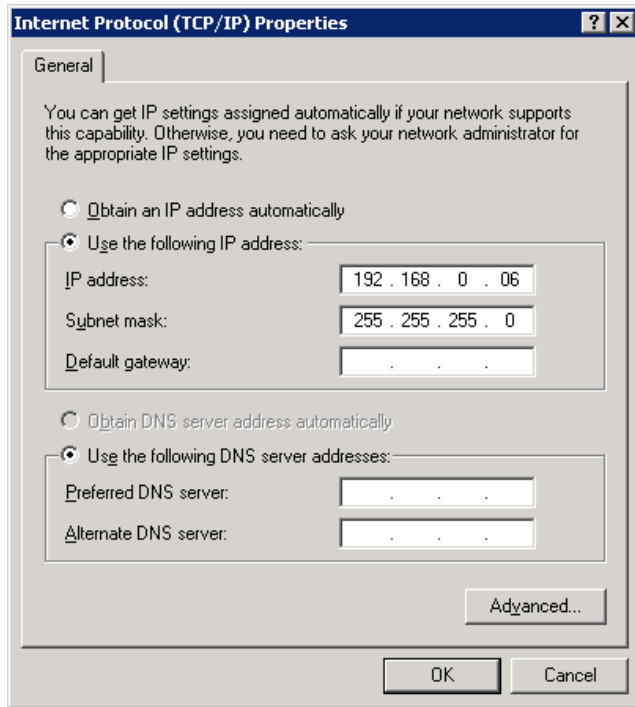 Internet Protocol (TCP/IP) Properties
General
You can get IP settings assigned automatically if your network supports
this capability. Otherwise, you need to ask your network administrator for
the appropriate IP settings.
Obtain an IP address automatically
Use the following IP address:
IP address: 192 . 168 . 0 . 06
Subnet mask: 255 . 255 . 255 . 0
Default gateway: . . .
Obtain DNS server address automatically
Use the following DNS server addresses:
Preferred DNS server: . . .
Alternate DNS server: . . .
Advanced...
OK Cancel